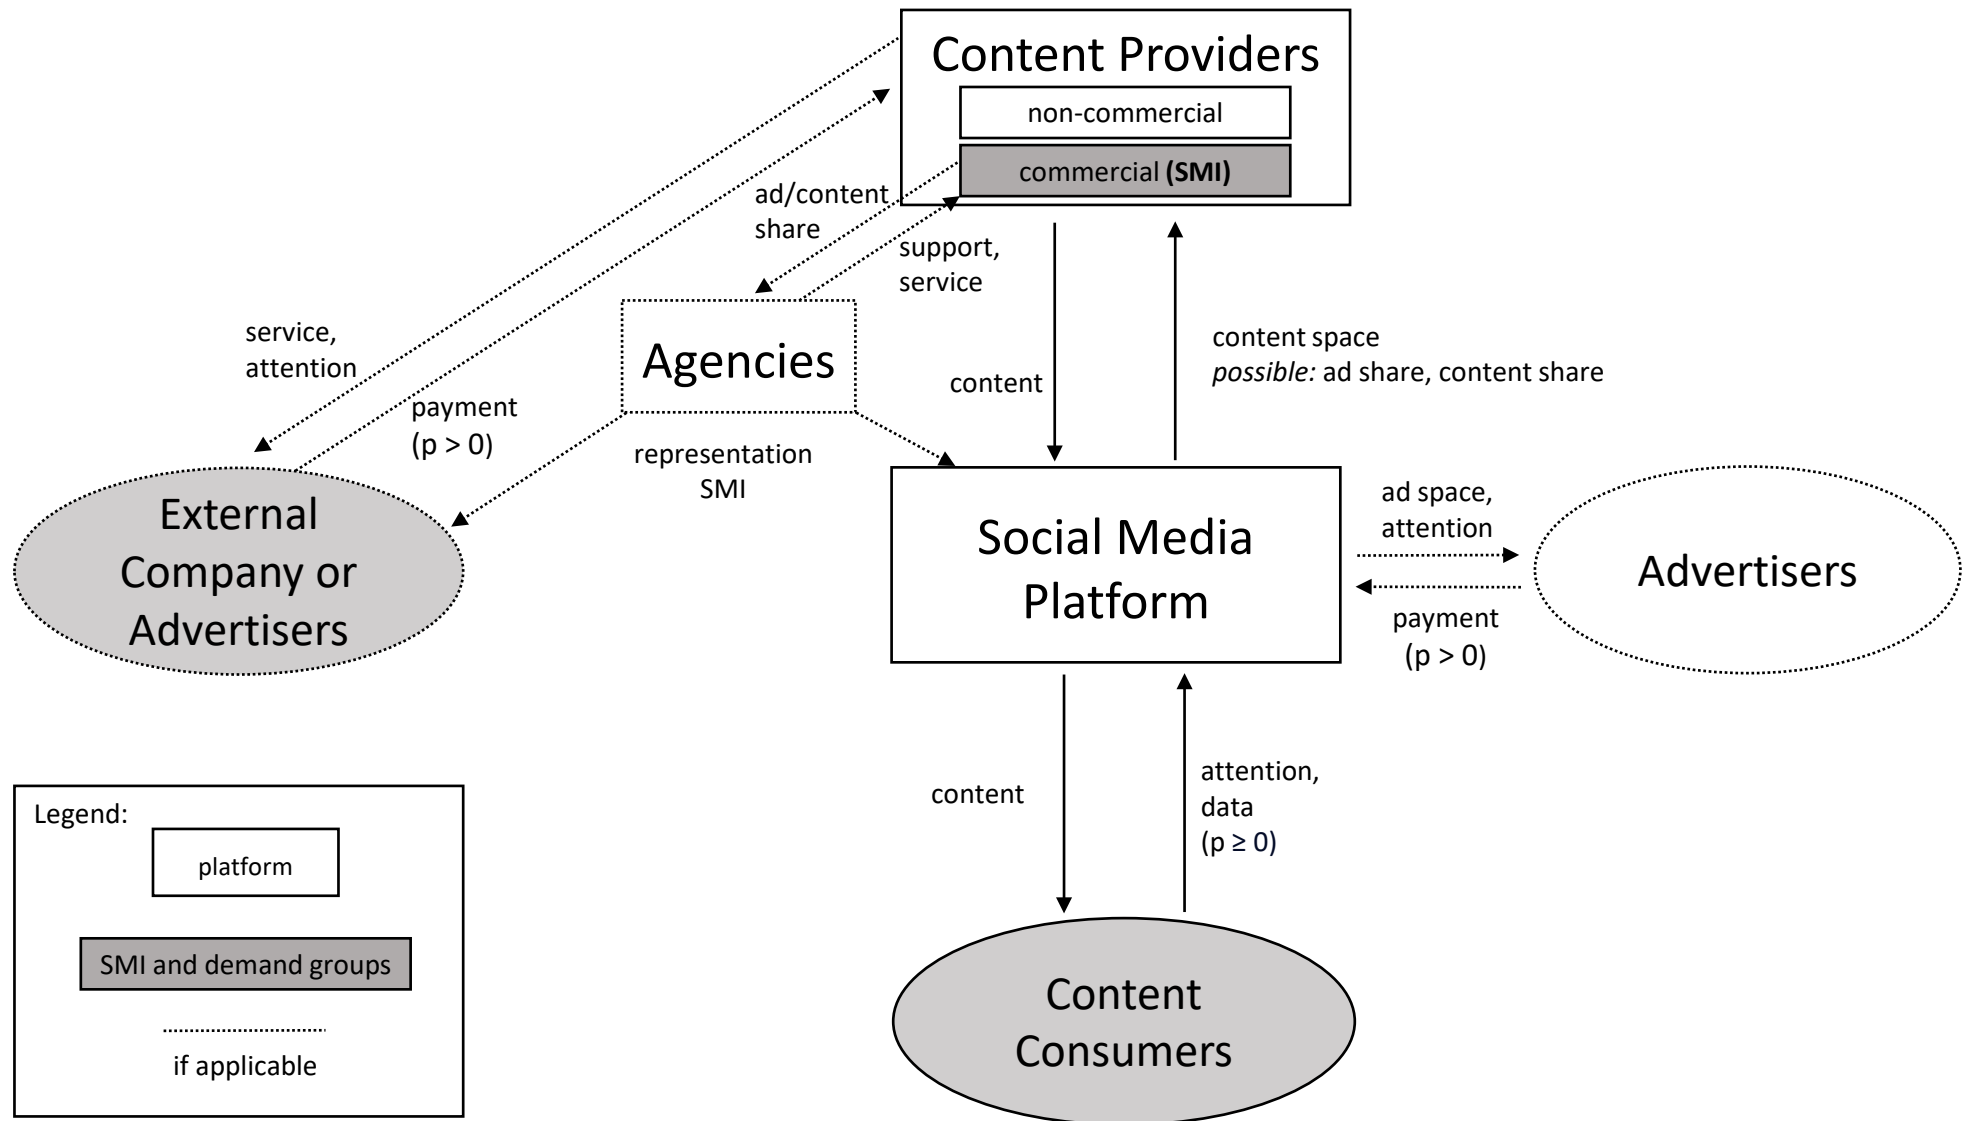 Content Providers
non-commercial
commercial (SMI)
ad/content
share
support,
service
service,
attention
payment
(p > 0)
Agencies
representation
SMI
content
content space
possible: ad share, content share
External
Company or
Advertisers
Social Media
Platform
ad space,
attention
payment
(p > 0)
Advertisers
content
attention,
data
(p ≥ 0)
Content
Consumers
Legend:
platform
SMI and demand groups
if applicable